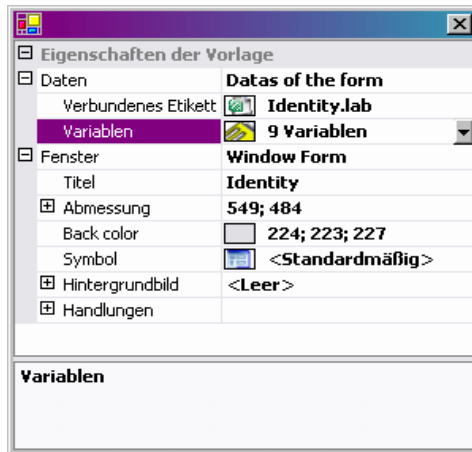 Eigenschaften der Vorlage
Daten Datas of the form
Verbundenes Etikett Identity.lab
Variablen 9 Variablen
Fenster Window Form
Titel Identity
Abmessung 549; 484
Back color 224; 223; 227
Symbol <Standardmäßig>
Hintergrundbild <Leer>
Handlungen
Variablen